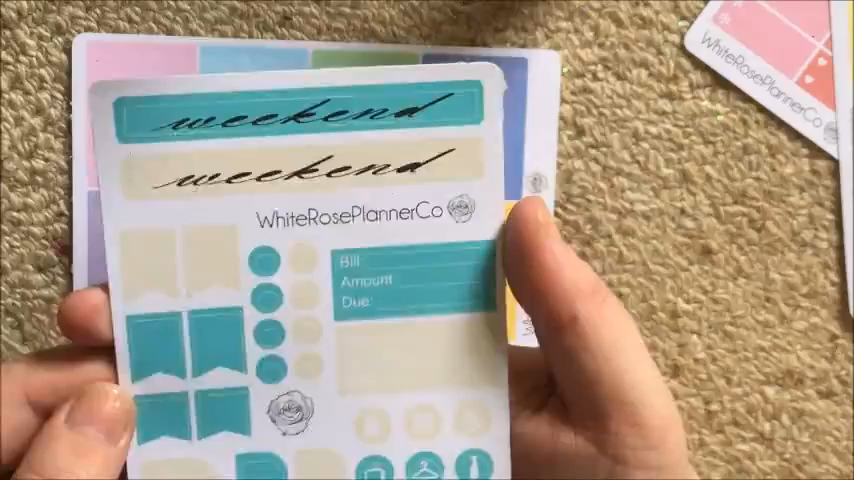 weekend
weekend
WhiteRosePlannerCo
Bill
Amount
Due:
WhiteRosePlannerCo